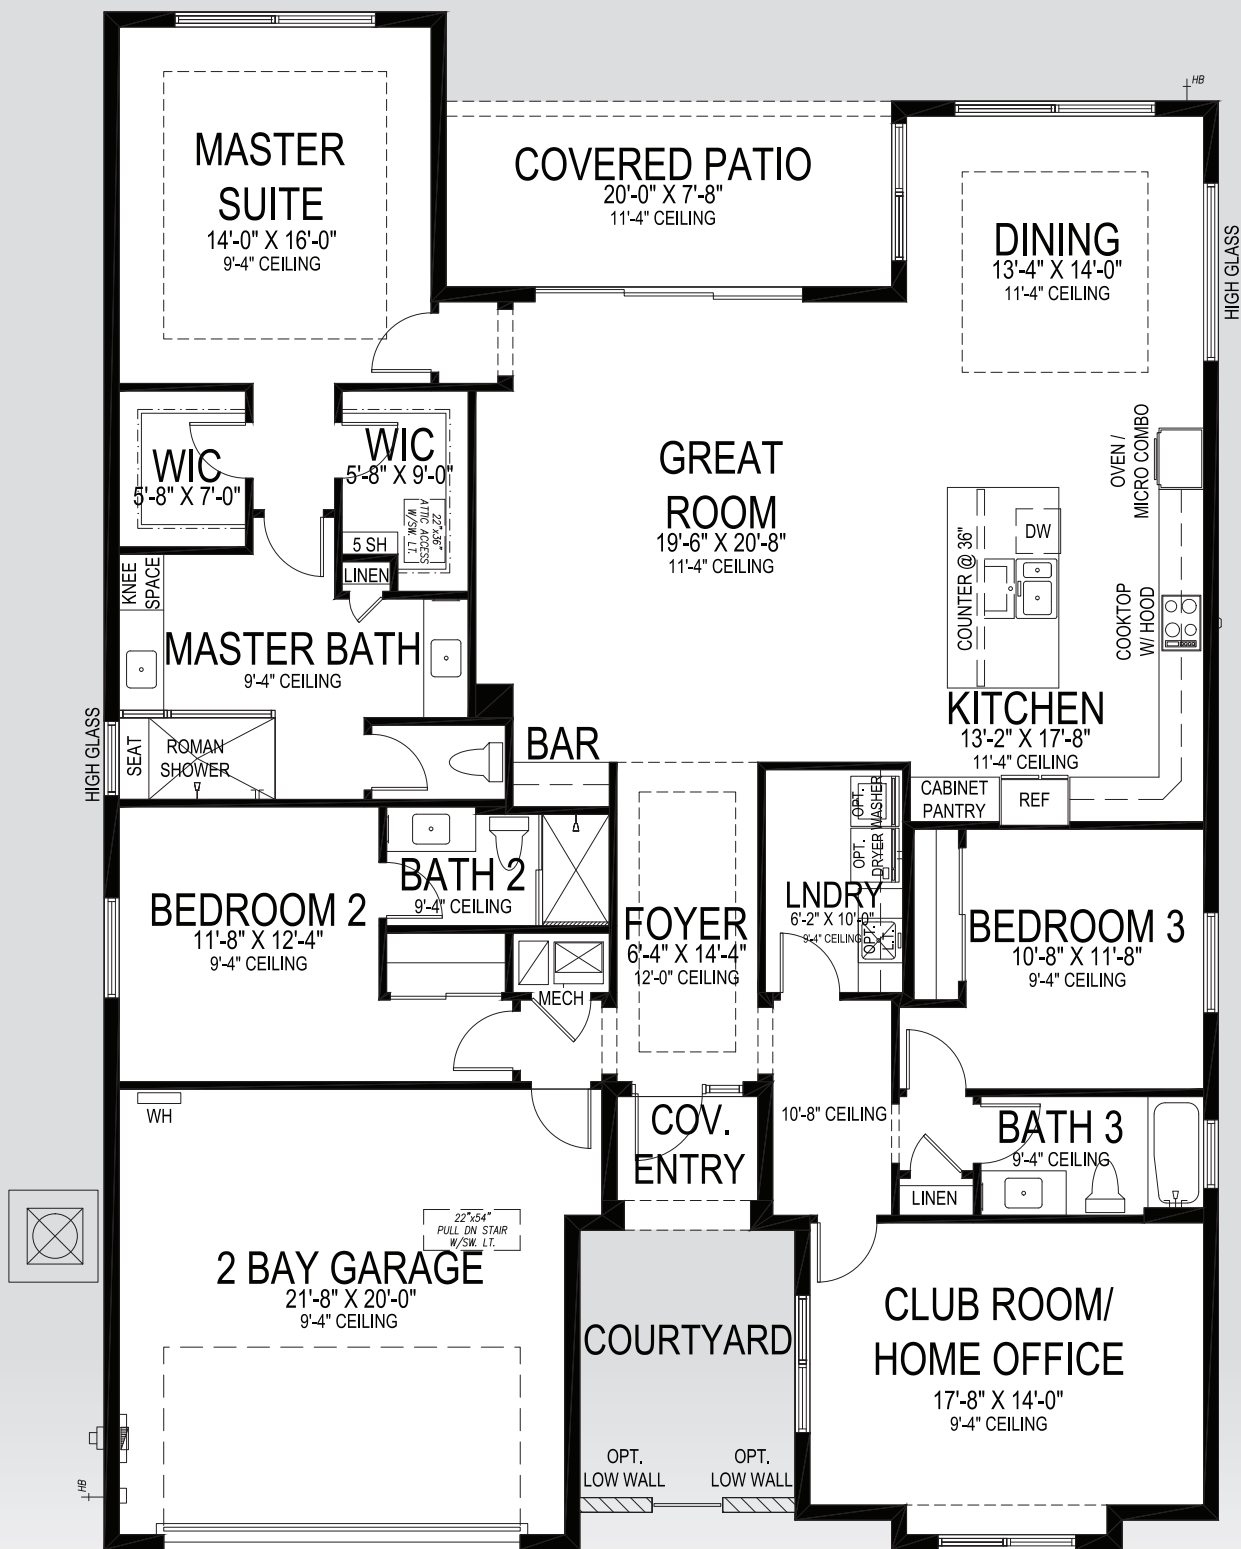 HB
MASTER
SUITE
14'-0" X 16'-0"
9'-4" CEILING
COVERED PATIO
20'-0" X 7'-8"
11'-4" CEILING
DINING
13'-4" X 14'-0"
11'-4" CEILING
HIGH GLASS
WIC
5'-8" X 7'-0"
WIC
5'-8" X 9'-0"
22"x36"
ATTIC ACCESS
W/SW. LT.
5 SH
LINEN
GREAT
ROOM
19'-6" X 20'-8"
11'-4" CEILING
OVEN /
MICRO COMBO
COUNTER @ 36"
DW
COOKTOP
W/ HOOD
KITCHEN
13'-2" X 17'-8"
11'-4" CEILING
CABINET
PANTRY
REF
KNEE
SPACE
MASTER BATH
9'-4" CEILING
HIGH GLASS
SEAT
ROMAN
SHOWER
BAR
OPT.
WASHER
OPT.
DRYER
LNDRY
6'-2" X 10'-0"
9'-4" CEILING
OPT.
L.T.
BATH 2
9'-4" CEILING
BEDROOM 2
11'-8" X 12'-4"
9'-4" CEILING
FOYER
6'-4" X 14'-4"
12'-0" CEILING
MECH
BEDROOM 3
10'-8" X 11'-8"
9'-4" CEILING
WH
COV.
ENTRY
10'-8" CEILING
BATH 3
9'-4" CEILING
LINEN
22"x54"
PULL DN STAIR
W/SW. LT.
2 BAY GARAGE
21'-8" X 20'-0"
9'-4" CEILING
COURTYARD
CLUB ROOM/
HOME OFFICE
17'-8" X 14'-0"
9'-4" CEILING
OPT.
LOW WALL
OPT.
LOW WALL
HB